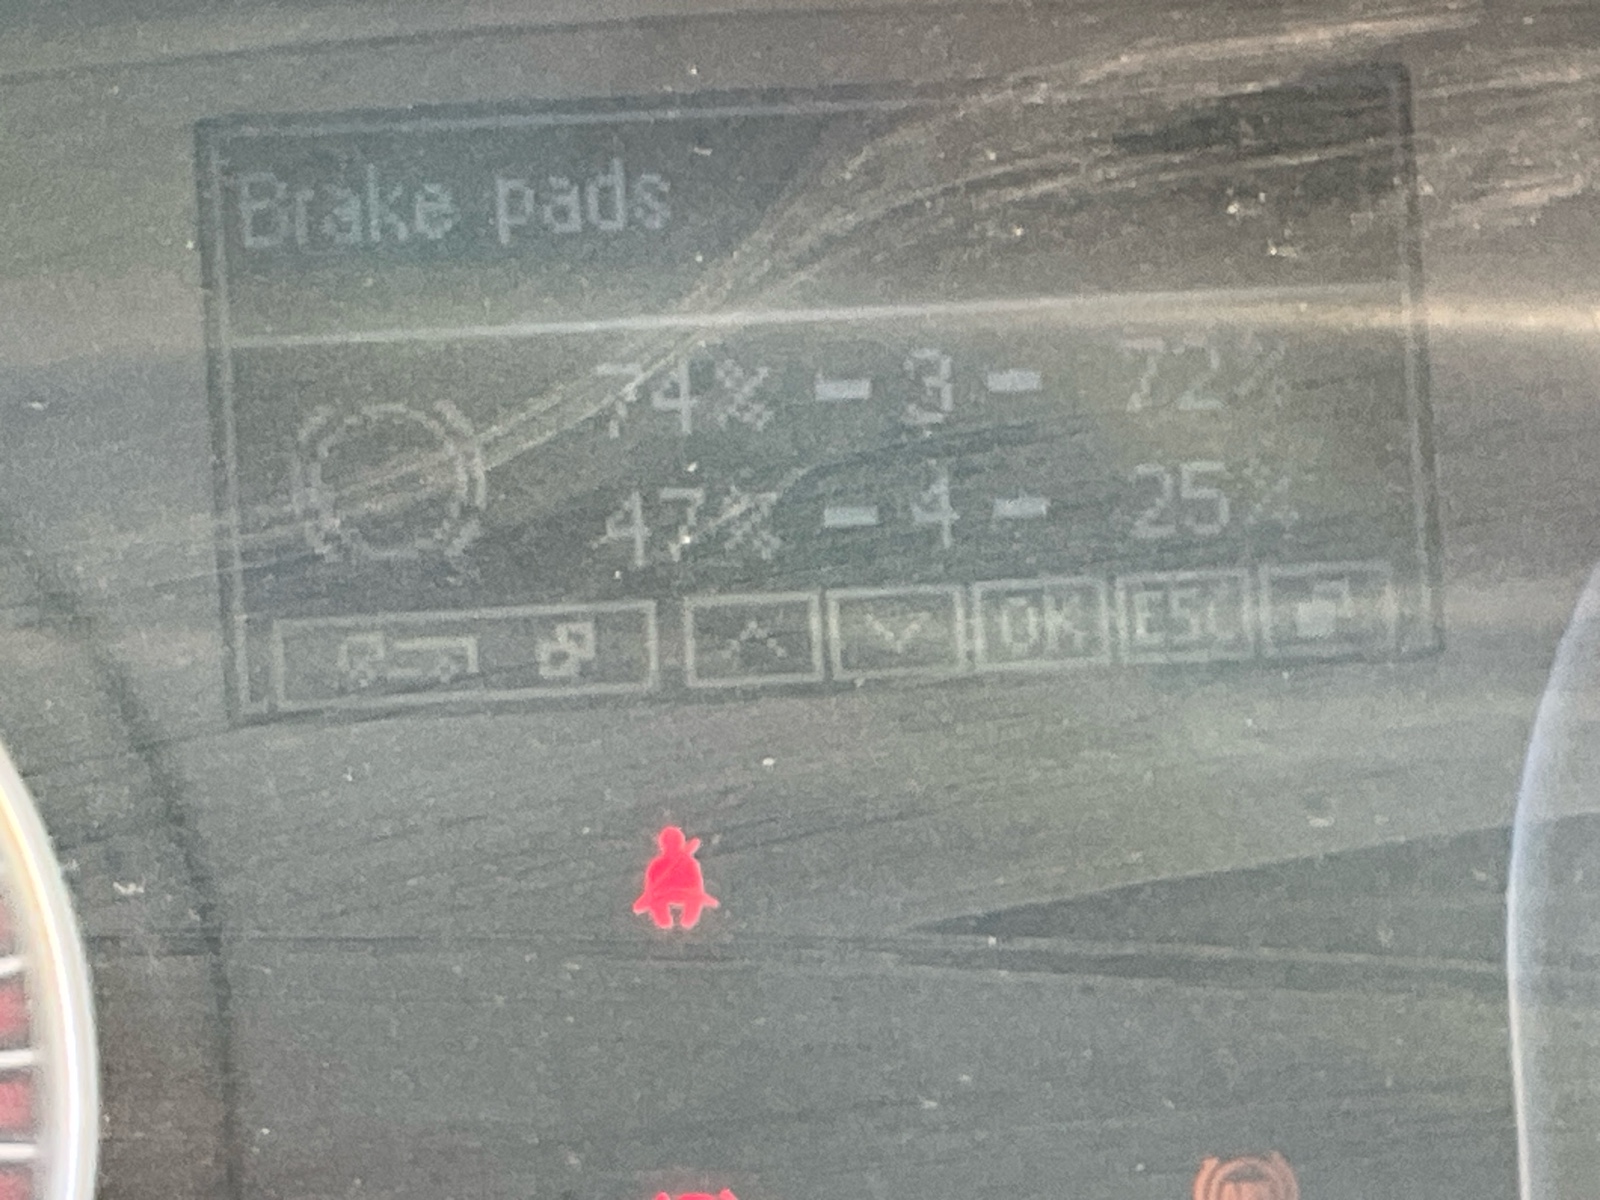 Brake pads
74% - 3 - 72%
47% - 4 - 25%
OK ESC